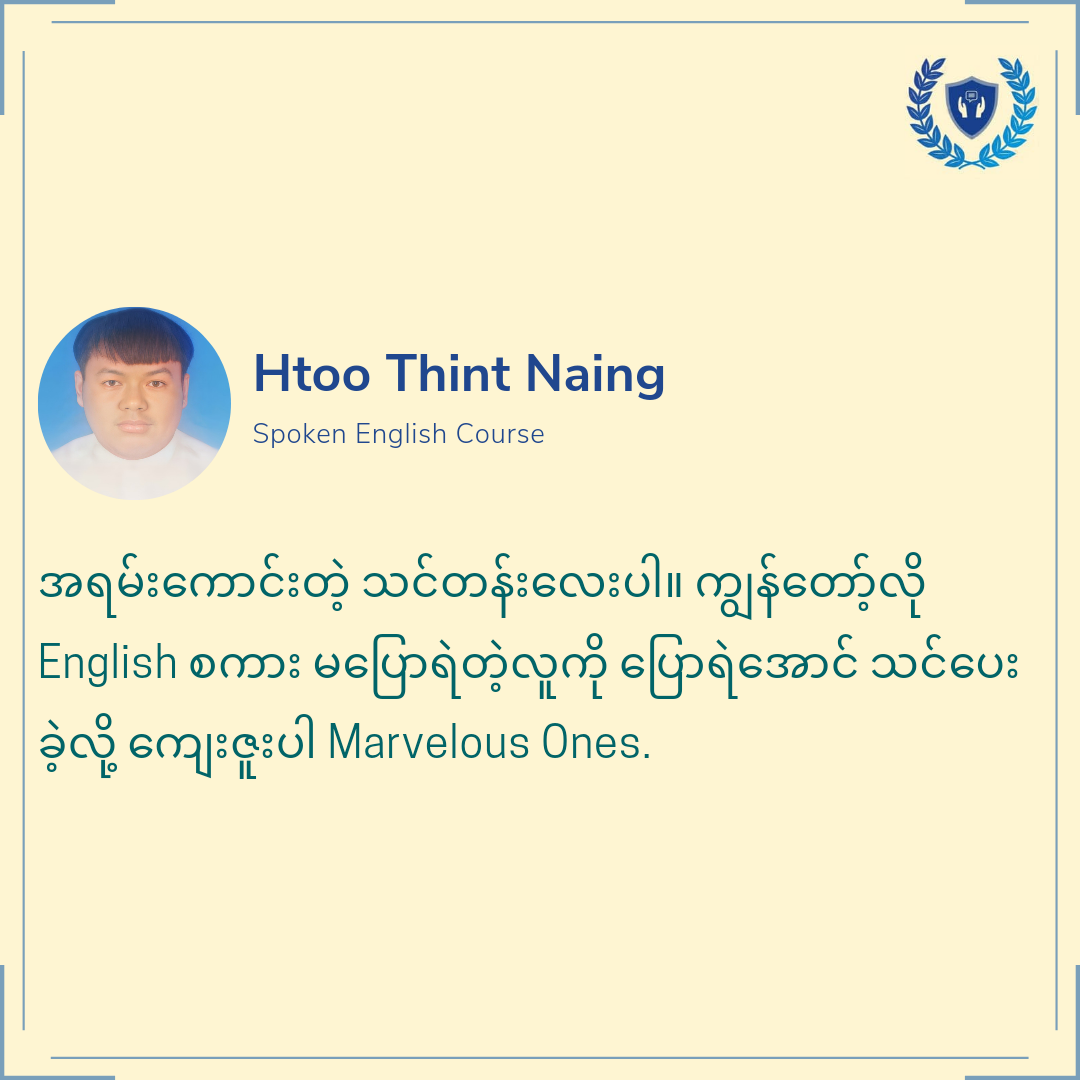 Htoo Thint Naing
Spoken English Course
အရမ်းကောင်းတဲ့ သင်တန်းလေးပါ။ ကျွန်တော့်လို
English စကား မပြောရဲတဲ့လူကို ပြောရဲအောင် သင်ပေး
ခဲ့လို့ ကျေးဇူးပါ Marvelous Ones.